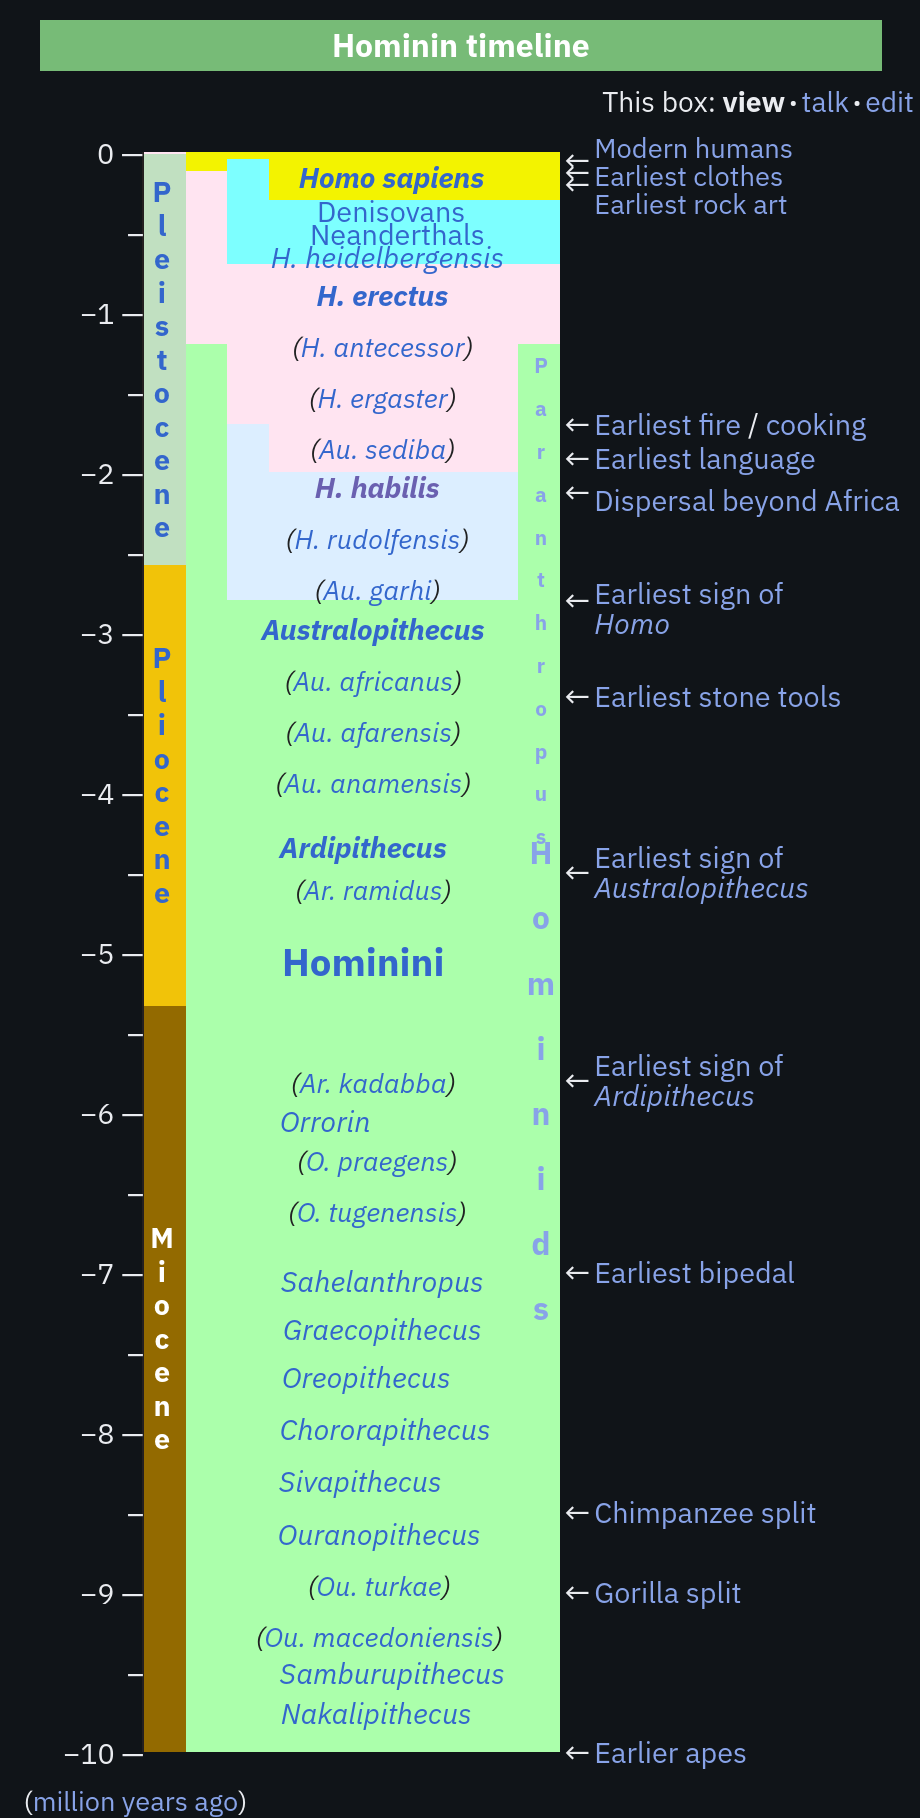 Hominin timeline
This box: view • talk • edit
0
−1
−2
−3
−4
−5
−6
−7
−8
−9
−10
(million years ago)
Pleistocene
Pliocene
Miocene
Homo sapiens
Denisovans
Neanderthals
H. heidelbergensis
H. erectus
(H. antecessor)
(H. ergaster)
(Au. sediba)
H. habilis
(H. rudolfensis)
(Au. garhi)
Australopithecus
(Au. africanus)
(Au. afarensis)
(Au. anamensis)
Ardipithecus
(Ar. ramidus)
Hominini
(Ar. kadabba)
Orrorin
(O. praegens)
(O. tugenensis)
Sahelanthropus
Graecopithecus
Oreopithecus
Chororapithecus
Sivapithecus
Ouranopithecus
(Ou. turkae)
(Ou. macedoniensis)
Samburupithecus
Nakalipithecus
Paranthropus
Hominids
← Modern humans
← Earliest clothes
← Earliest rock art
← Earliest fire / cooking
← Earliest language
← Dispersal beyond Africa
← Earliest sign of
Homo
← Earliest stone tools
← Earliest sign of
Australopithecus
← Earliest sign of
Ardipithecus
← Earliest bipedal
← Chimpanzee split
← Gorilla split
← Earlier apes